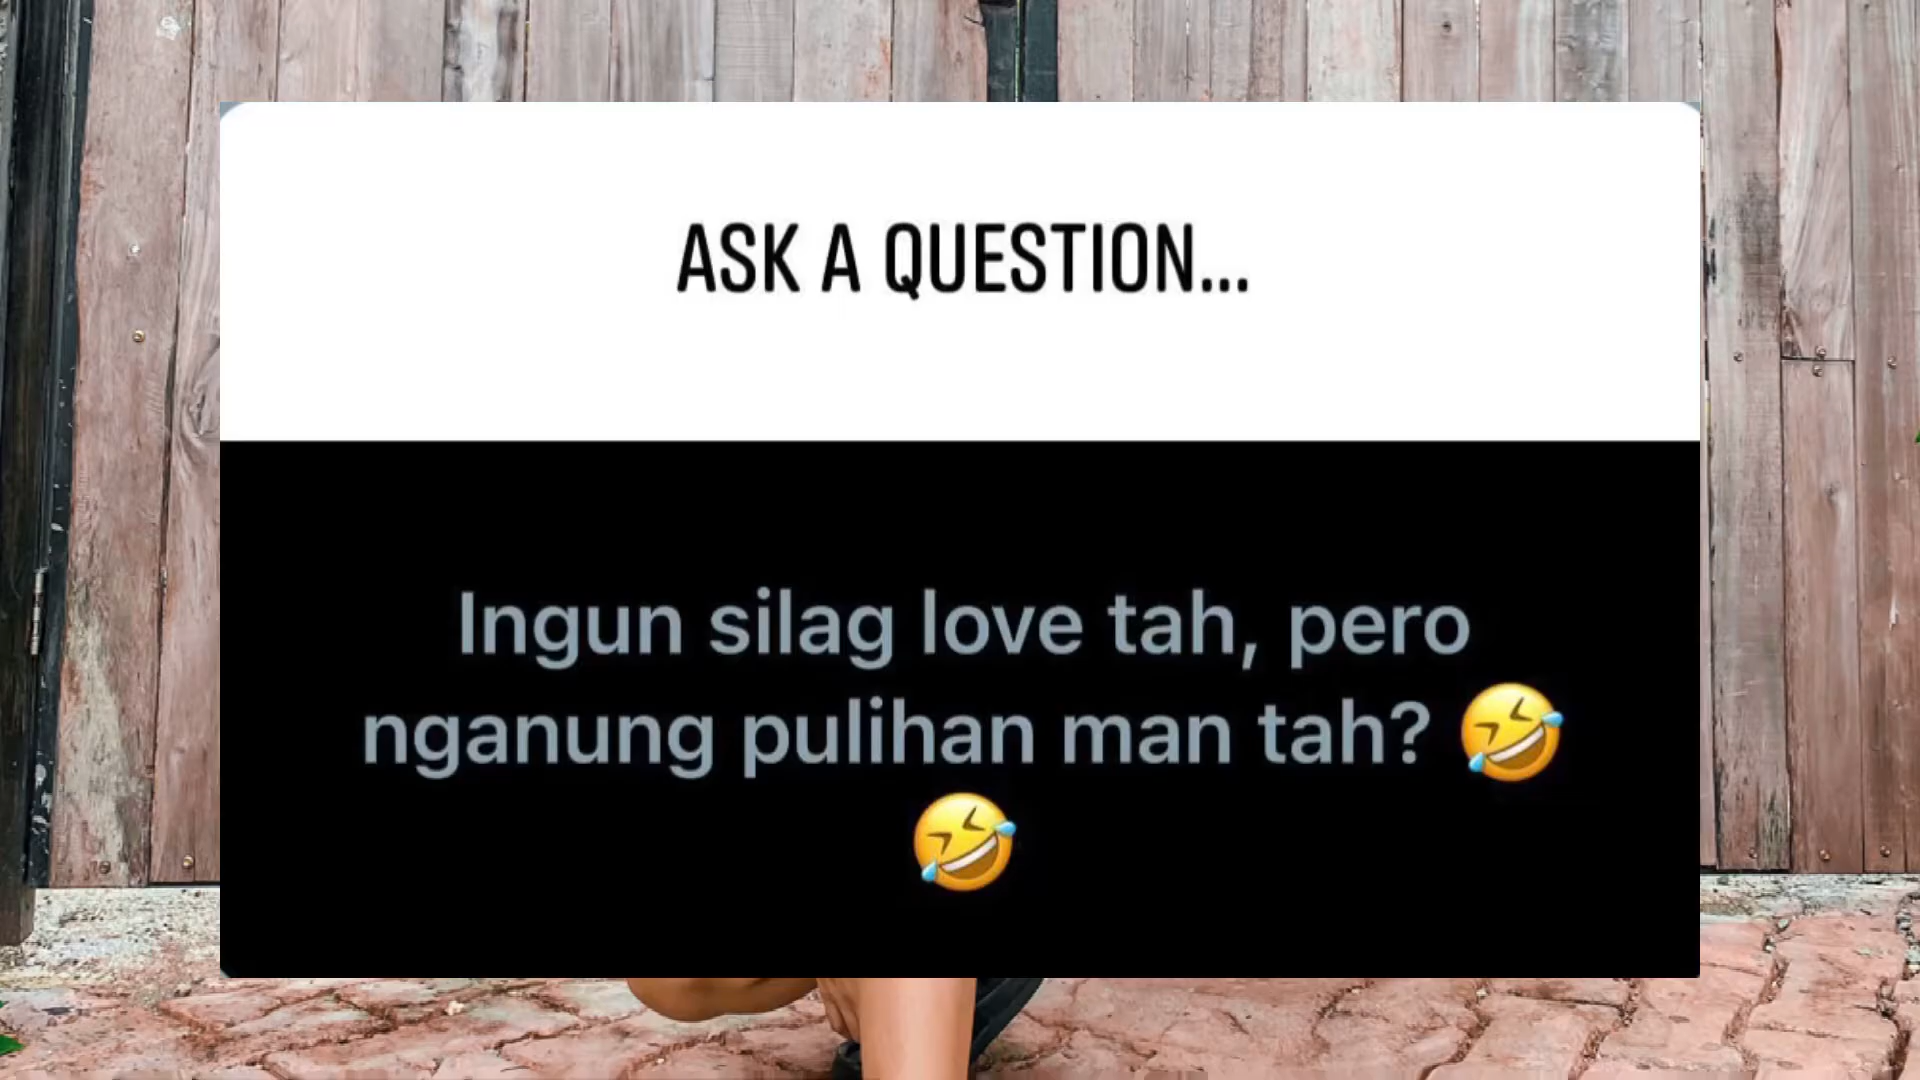 ASK A QUESTION...
Ingun silag love tah, pero
nganung pulihan man tah? 🤣
🤣